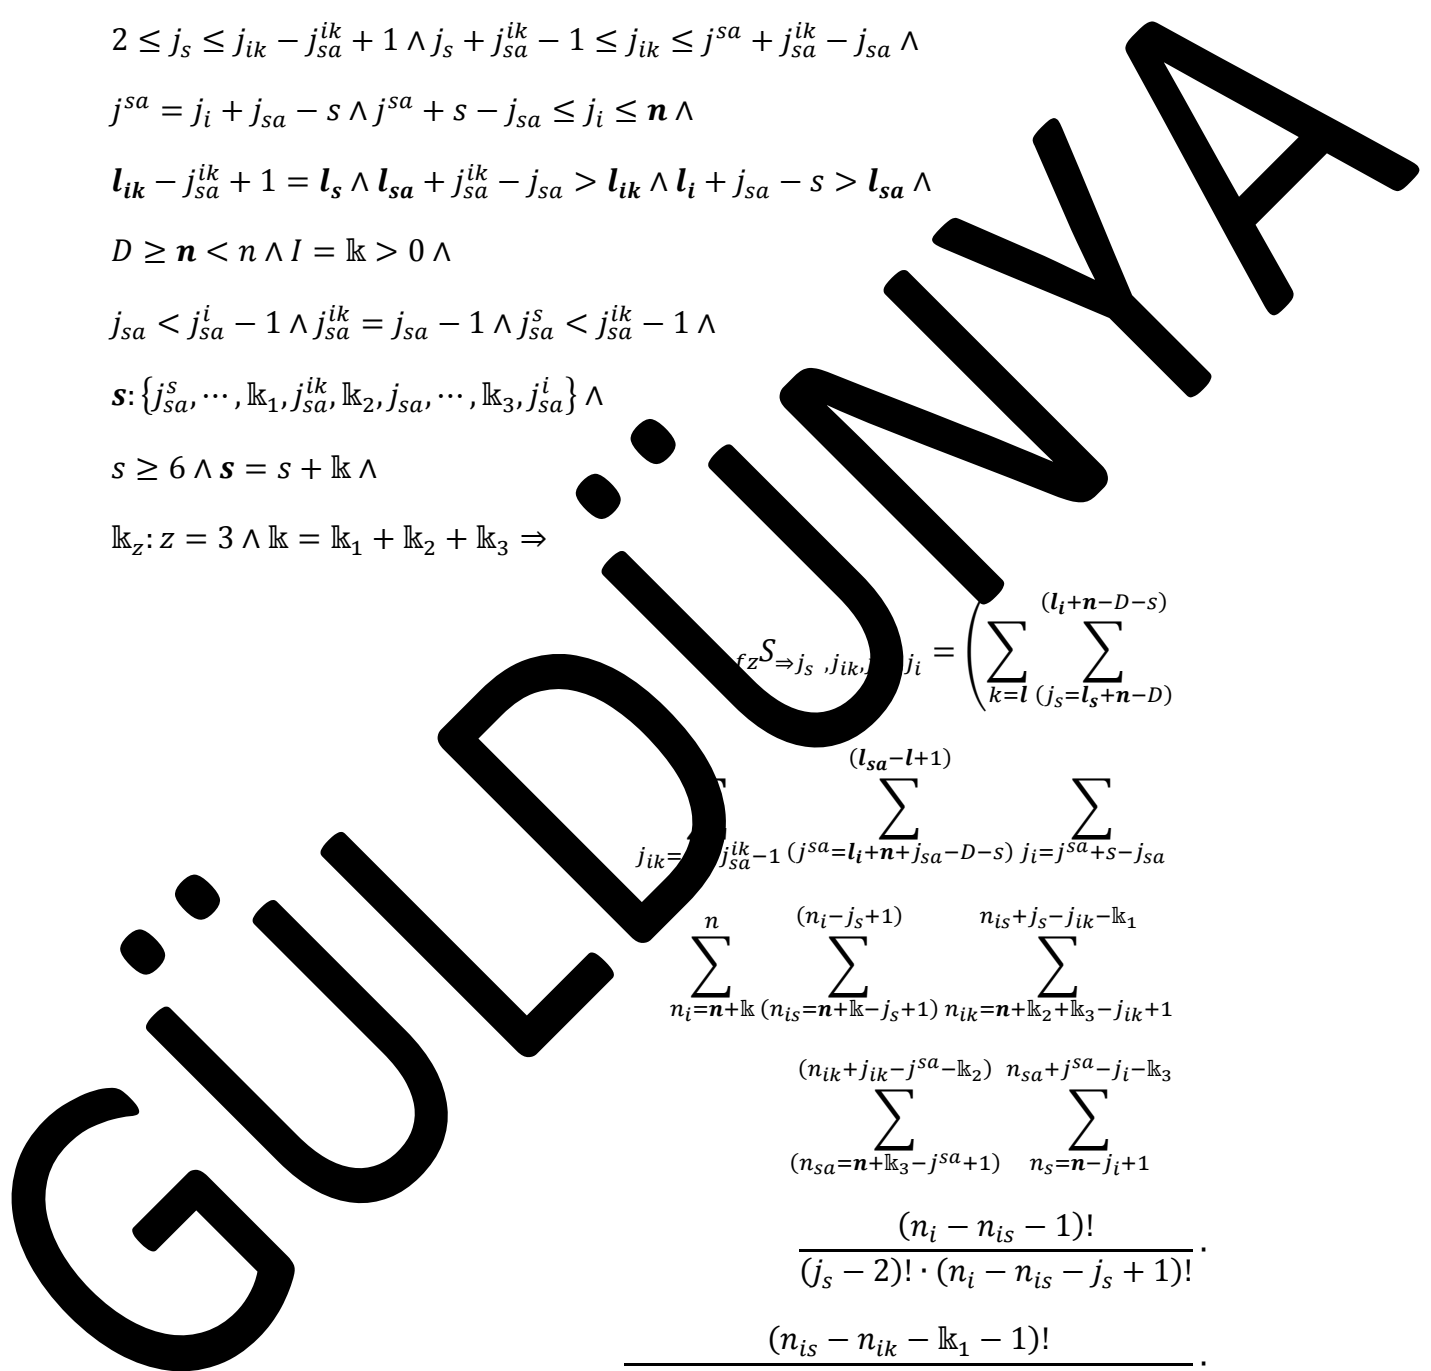 2 ≤ j_s ≤ j_{ik} − j_{sa}^{ik} + 1 ∧ j_s + j_{sa}^{ik} − 1 ≤ j_{ik} ≤ j^{sa} + j_{sa}^{ik} − j_{sa} ∧
j^{sa} = j_i + j_{sa} − s ∧ j^{sa} + s − j_{sa} ≤ j_i ≤ n ∧
l_{ik} − j_{sa}^{ik} + 1 = l_s ∧ l_{sa} + j_{sa}^{ik} − j_{sa} > l_{ik} ∧ l_i + j_{sa} − s > l_{sa} ∧
D ≥ n < n ∧ I = 𝕜 > 0 ∧
j_{sa} < j_{sa}^{i} − 1 ∧ j_{sa}^{ik} = j_{sa} − 1 ∧ j_{sa}^{s} < j_{sa}^{ik} − 1 ∧
s: {j_{sa}^{s}, ⋯ , 𝕜_1, j_{sa}^{ik}, 𝕜_2, j_{sa}, ⋯ , 𝕜_3, j_{sa}^{i}} ∧
s ≥ 6 ∧ s = s + 𝕜 ∧
𝕜_z: z = 3 ∧ 𝕜 = 𝕜_1 + 𝕜_2 + 𝕜_3 ⇒
(l_i+n−D−s)
fzS⇒j_s ,j_{ik}, j_i = ( ∑ ∑
k=l (j_s=l_s+n−D)
(l_{sa}−l+1)
∑ ∑
j_{ik}= j_{sa}^{ik}−1 (j^{sa}=l_i+n+j_{sa}−D−s) j_i=j^{sa}+s−j_{sa}
n (n_i−j_s+1) n_{is}+j_s−j_{ik}−𝕜_1
∑ ∑ ∑
n_i=n+𝕜 (n_{is}=n+𝕜−j_s+1) n_{ik}=n+𝕜_2+𝕜_3−j_{ik}+1
(n_{ik}+j_{ik}−j^{sa}−𝕜_2) n_{sa}+j^{sa}−j_i−𝕜_3
∑ ∑
(n_{sa}=n+𝕜_3−j^{sa}+1) n_s=n−j_i+1
(n_i − n_{is} − 1)!
(j_s − 2)! · (n_i − n_{is} − j_s + 1)! ·
(n_{is} − n_{ik} − 𝕜_1 − 1)! ·
GÜLDÜNYA